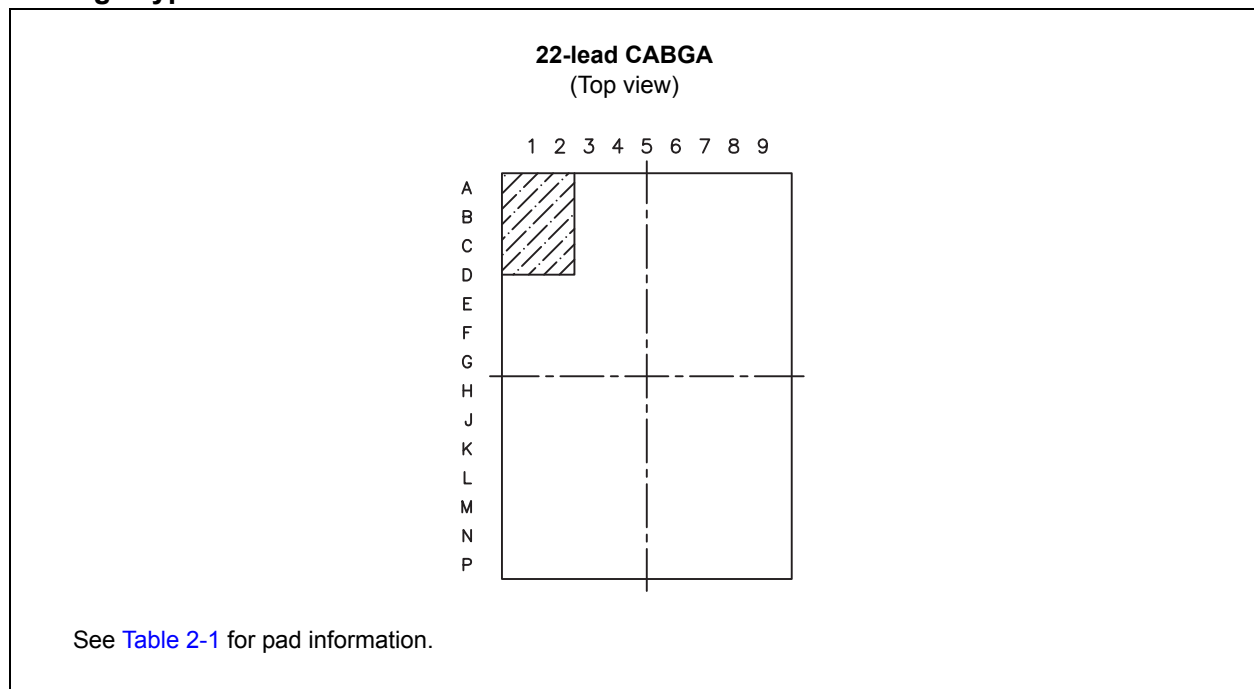 22-lead CABGA
(Top view)
1 2 3 4 5 6 7 8 9
A
B
C
D
E
F
G
H
J
K
L
M
N
P
See Table 2-1 for pad information.